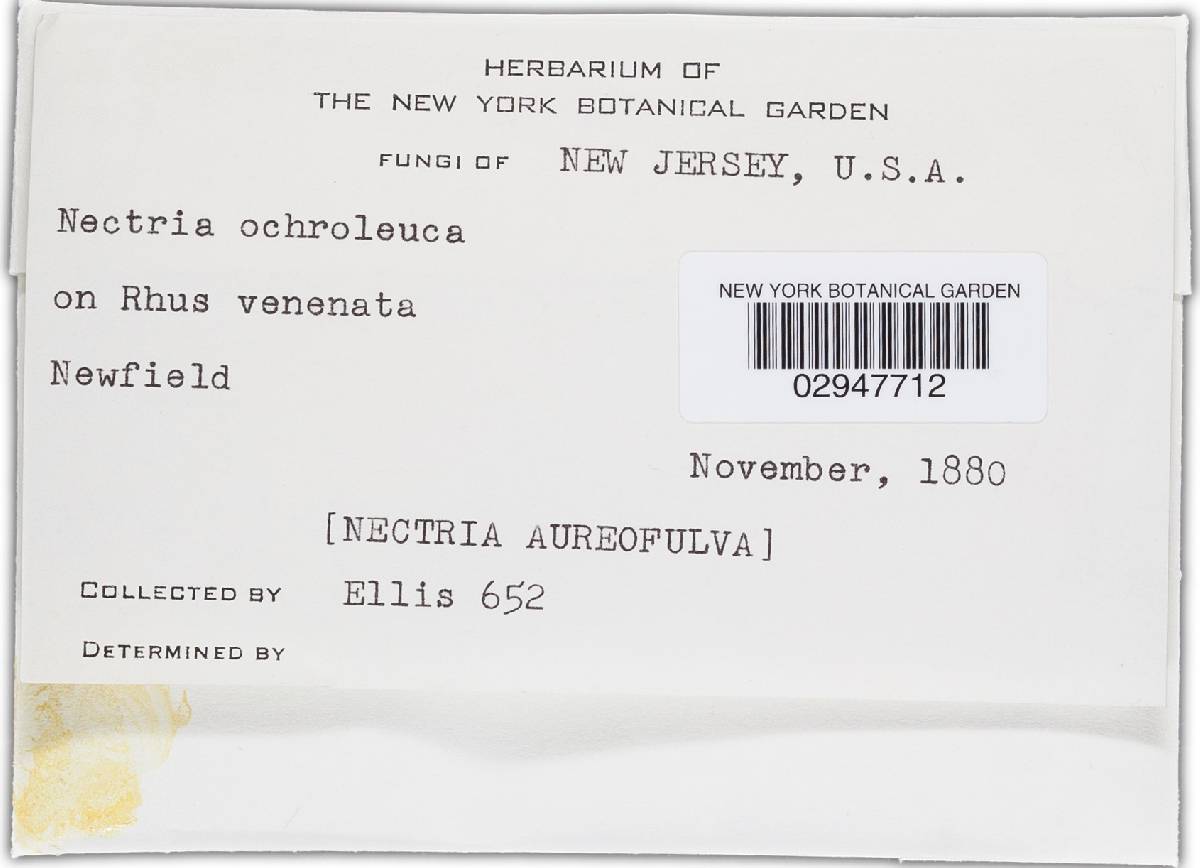 HERBARIUM OF
THE NEW YORK BOTANICAL GARDEN
FUNGI OF NEW JERSEY, U.S.A.
Nectria ochroleuca
on Rhus venenata
Newfield
NEW YORK BOTANICAL GARDEN
02947712
November, 1880
[NECTRIA AUREOFULVA]
COLLECTED BY Ellis 652
DETERMINED BY